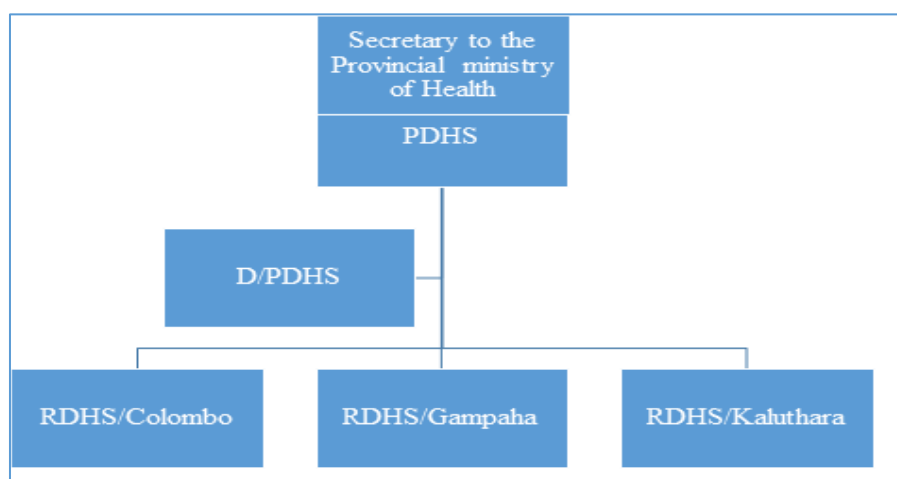 Secretary to the
Provincial ministry
of Health
PDHS
D/PDHS
RDHS/Colombo
RDHS/Gampaha
RDHS/Kaluthara